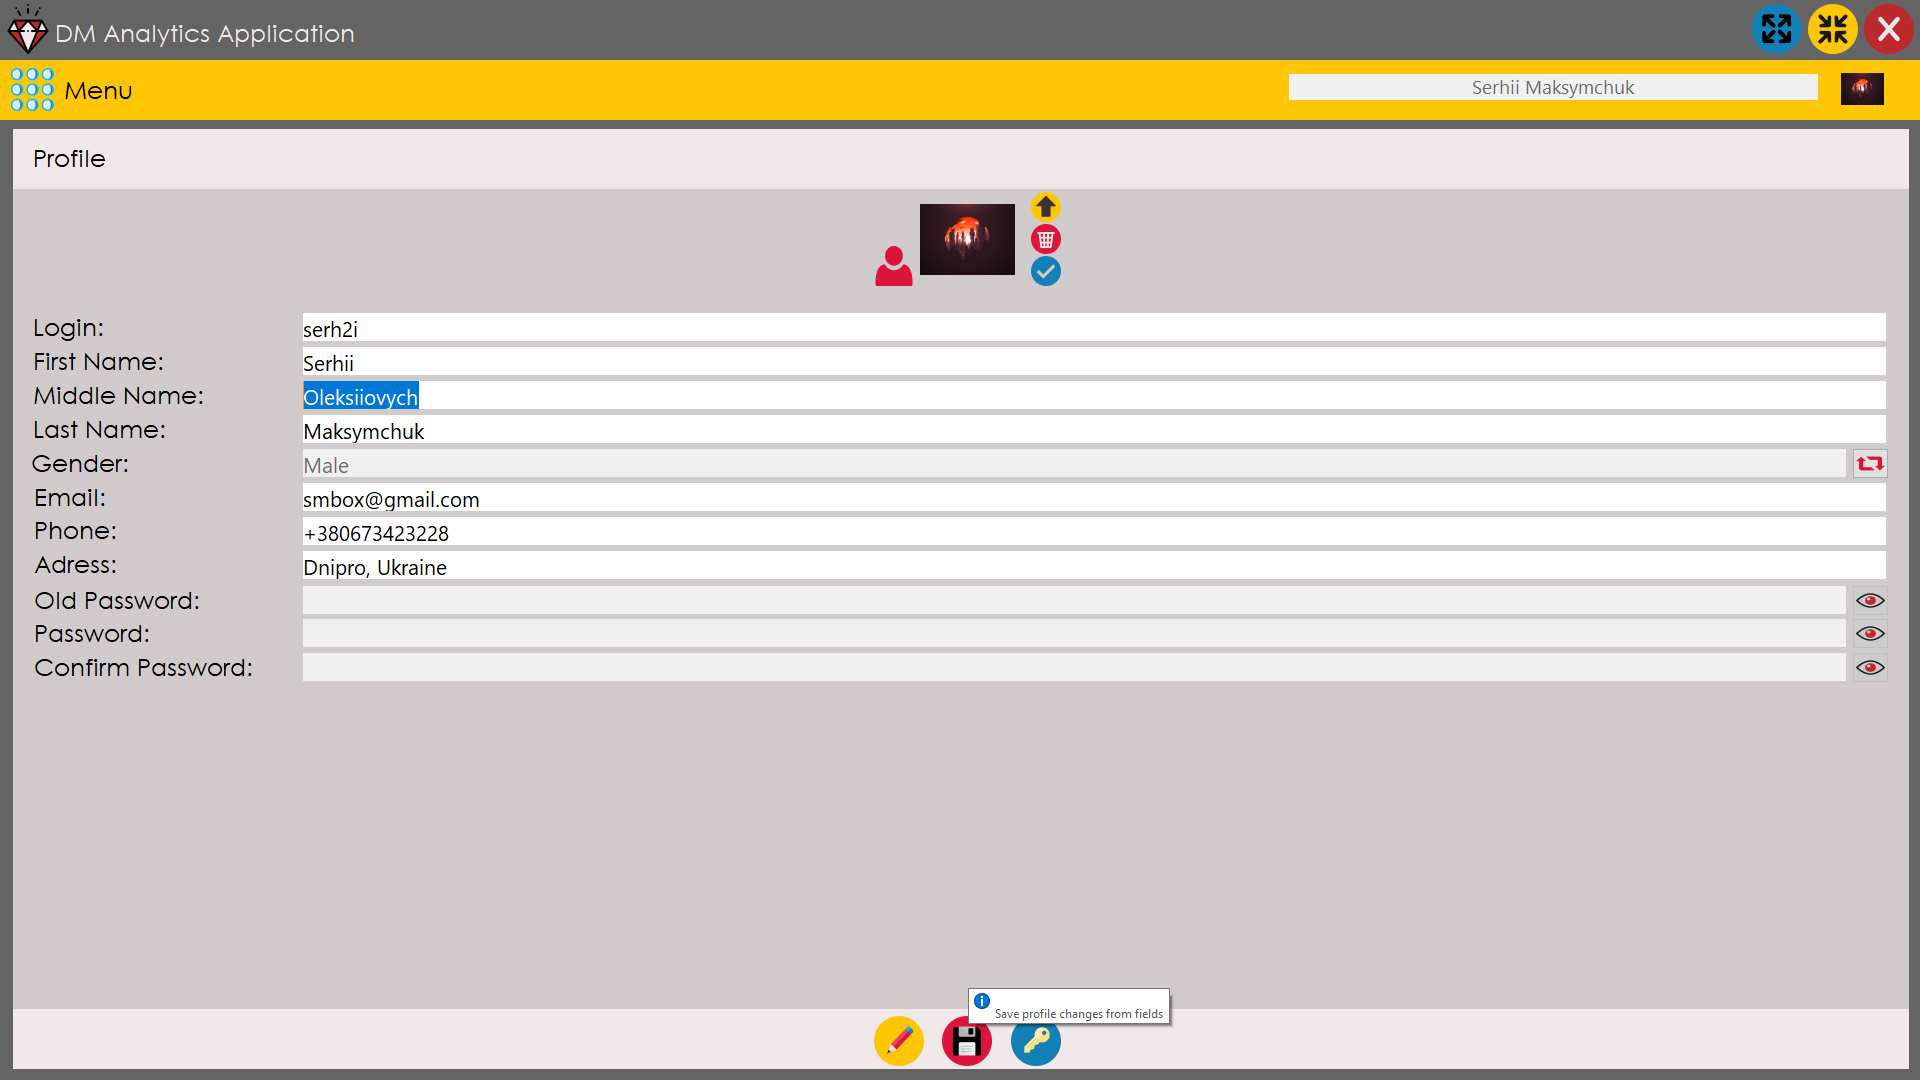 DM Analytics Application
Menu
Serhii Maksymchuk
Profile
Login: serh2i
First Name: Serhii
Middle Name: Oleksiiovych
Last Name: Maksymchuk
Gender: Male
Email: smbox@gmail.com
Phone: +380673423228
Adress: Dnipro, Ukraine
Old Password:
Password:
Confirm Password:
Save profile changes from fields